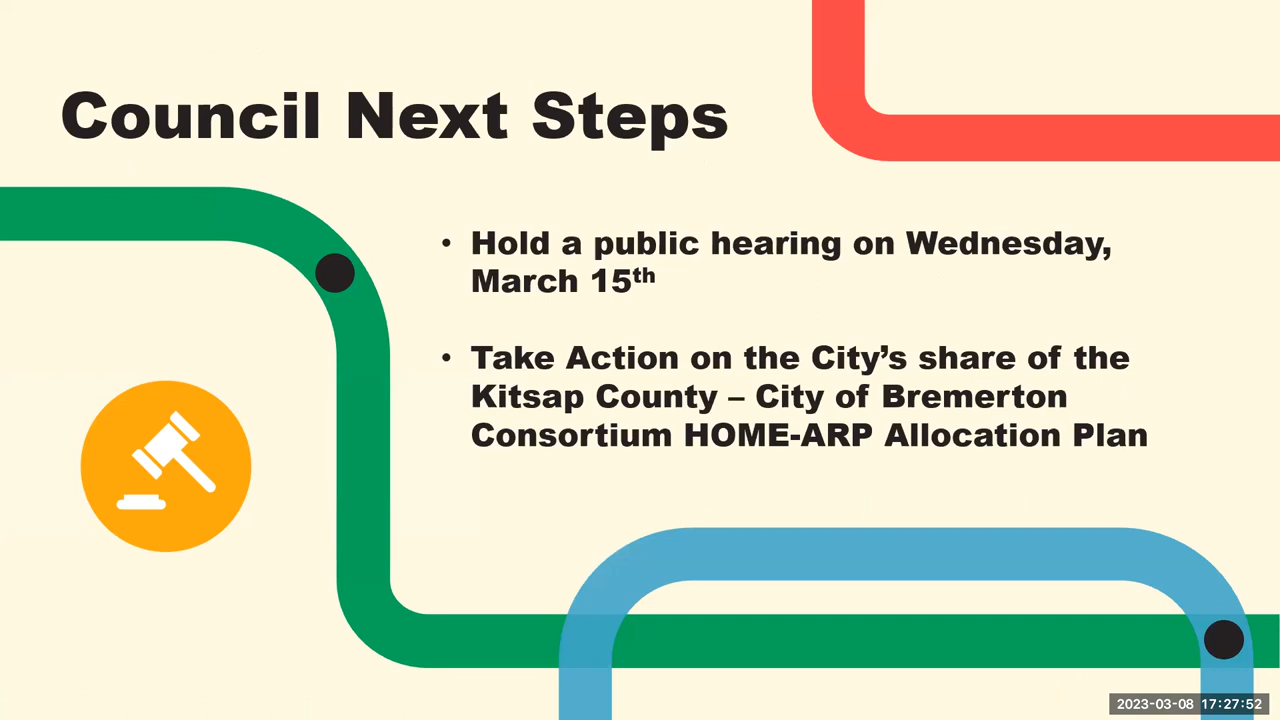 Council Next Steps
• Hold a public hearing on Wednesday,
March 15th
• Take Action on the City’s share of the
Kitsap County – City of Bremerton
Consortium HOME-ARP Allocation Plan
2023-03-08 17:27:52